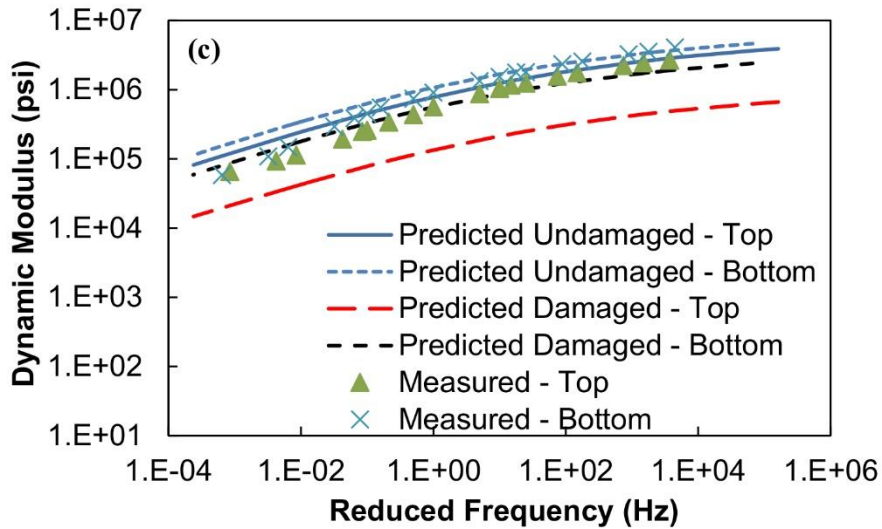 (c)
Dynamic Modulus (psi)
1.E+07
1.E+06
1.E+05
1.E+04
1.E+03
1.E+02
1.E+01
Predicted Undamaged - Top
Predicted Undamaged - Bottom
Predicted Damaged - Top
Predicted Damaged - Bottom
Measured - Top
Measured - Bottom
1.E-04 1.E-02 1.E+00 1.E+02 1.E+04 1.E+06
Reduced Frequency (Hz)